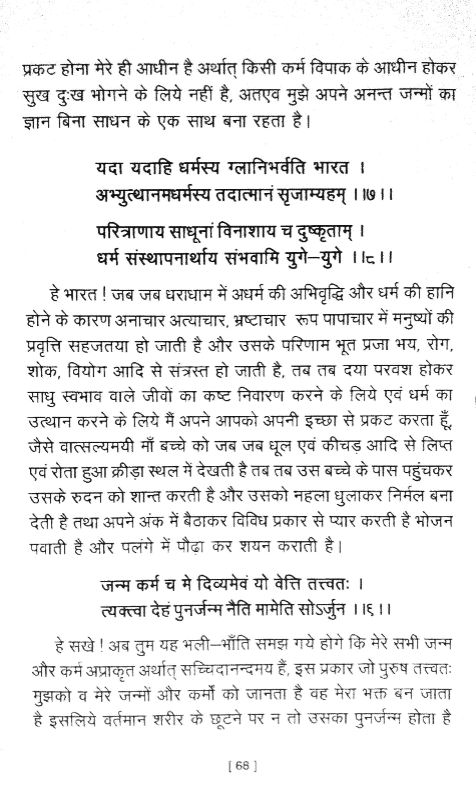 प्रकट होना मेरे ही आधीन है अर्थात् किसी कर्म विपाक के आधीन होकर
सुख दुःख भोगने के लिये नहीं है, अतएव मुझे अपने अनन्त जन्मों का
ज्ञान बिना साधन के एक साथ बना रहता है।
यदा यदाहि धर्मस्य ग्लानिर्भवति भारत ।
अभ्युत्थानमधर्मस्य तदात्मानं सृजाम्यहम् ।।७।।
परित्राणाय साधूनां विनाशाय च दुष्कृताम् ।
धर्म संस्थापनार्थाय संभवामि युगे–युगे ।।८।।
हे भारत ! जब जब धराधाम में अधर्म की अभिवृद्धि और धर्म की हानि
होने के कारण अनाचार अत्याचार, भ्रष्टाचार रूप पापाचार में मनुष्यों की
प्रवृत्ति सहजतया हो जाती है और उसके परिणाम भूत प्रजा भय, रोग,
शोक, वियोग आदि से संत्रस्त हो जाती है, तब तब दया परवश होकर
साधु स्वभाव वाले जीवों का कष्ट निवारण करने के लिये एवं धर्म का
उत्थान करने के लिये मैं अपने आपको अपनी इच्छा से प्रकट करता हूँ,
जैसे वात्सल्यमयी माँ बच्चे को जब जब धूल एवं कीचड़ आदि से लिप्त
एवं रोता हुआ क्रीड़ा स्थल में देखती है तब तब उस बच्चे के पास पहुंचकर
उसके रुदन को शान्त करती है और उसको नहला धुलाकर निर्मल बना
देती है तथा अपने अंक में बैठाकर विविध प्रकार से प्यार करती है भोजन
पवाती है और पलंगे में पौढ़ा कर शयन कराती है।
जन्म कर्म च मे दिव्यमेवं यो वेत्ति तत्त्वतः ।
त्यक्त्वा देहं पुनर्जन्म नैति मामेति सोऽर्जुन ।।६।।
हे सखे ! अब तुम यह भली–भाँति समझ गये होगे कि मेरे सभी जन्म
और कर्म अप्राकृत अर्थात् सच्चिदानन्दमय हैं, इस प्रकार जो पुरुष तत्त्वतः
मुझको व मेरे जन्मों और कर्मो को जानता है वह मेरा भक्त बन जाता
है इसलिये वर्तमान शरीर के छूटने पर न तो उसका पुनर्जन्म होता है
[ 68 ]